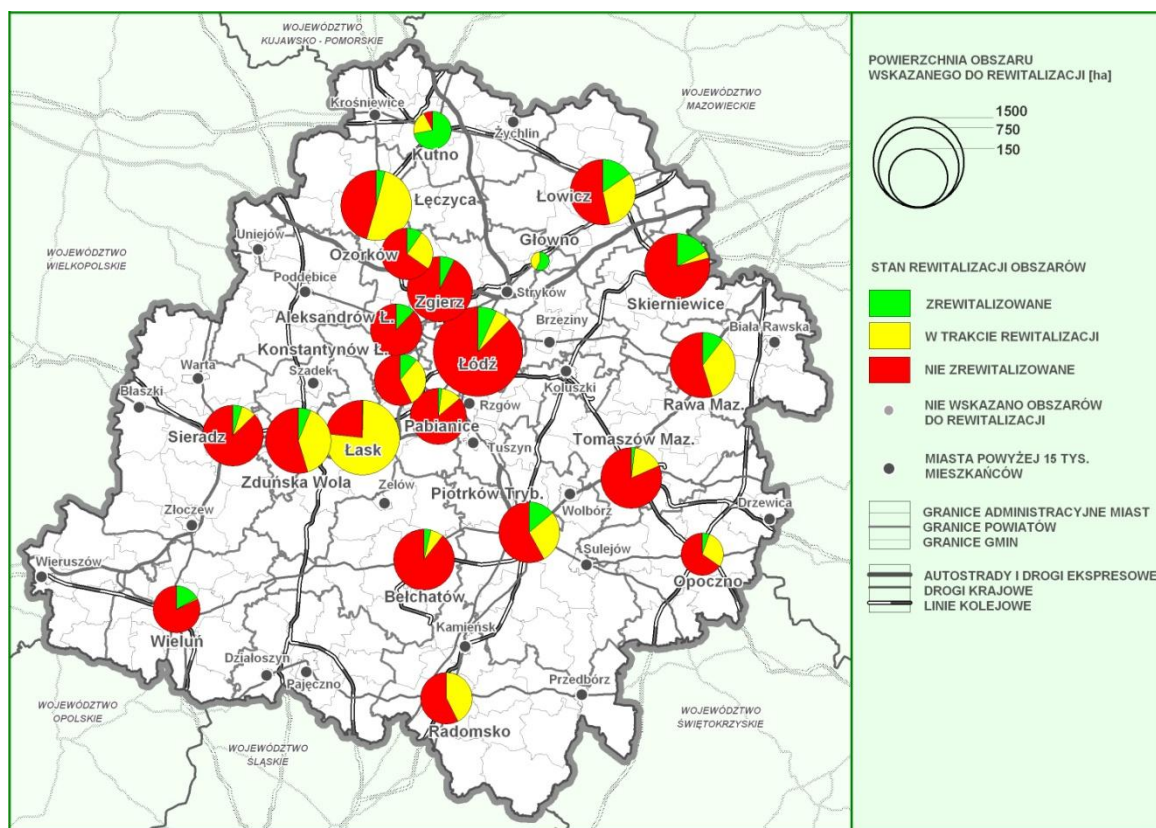 WOJEWÓDZTWO
KUJAWSKO - POMORSKIE
WOJEWÓDZTWO
MAZOWIECKIE
WOJEWÓDZTWO
WIELKOPOLSKIE
WOJEWÓDZTWO
OPOLSKIE
WOJEWÓDZTWO
ŚLĄSKIE
WOJEWÓDZTWO
ŚWIĘTOKRZYSKIE
Krośniewice
Żychlin
Kutno
Łęczyca
Łowicz
Uniejów
Ozorków
Główno
Poddębice
Zgierz
Stryków
Skierniewice
Aleksandrów Ł.
Brzeziny
Biała Rawska
Konstantynów Ł.
Łódź
Warta
Szadek
Koluszki
Błaszki
Rzgów
Rawa Maz.
Pabianice
Sieradz
Łask
Tuszyn
Tomaszów Maz.
Zduńska Wola
Piotrków Tryb.
Zelów
Wolbórz
Drzewica
Złoczew
Sulejów
Wieruszów
Opoczno
Bełchatów
Wieluń
Kamieńsk
Działoszyn
Pajęczno
Przedbórz
Radomsko
POWIERZCHNIA OBSZARU
WSKAZANEGO DO REWITALIZACJI [ha]
1500
750
150
STAN REWITALIZACJI OBSZARÓW
ZREWITALIZOWANE
W TRAKCIE REWITALIZACJI
NIE ZREWITALIZOWANE
NIE WSKAZANO OBSZARÓW
DO REWITALIZACJI
MIASTA POWYŻEJ 15 TYS.
MIESZKAŃCÓW
GRANICE ADMINISTRACYJNE MIAST
GRANICE POWIATÓW
GRANICE GMIN
AUTOSTRADY I DROGI EKSPRESOWE
DROGI KRAJOWE
LINIE KOLEJOWE